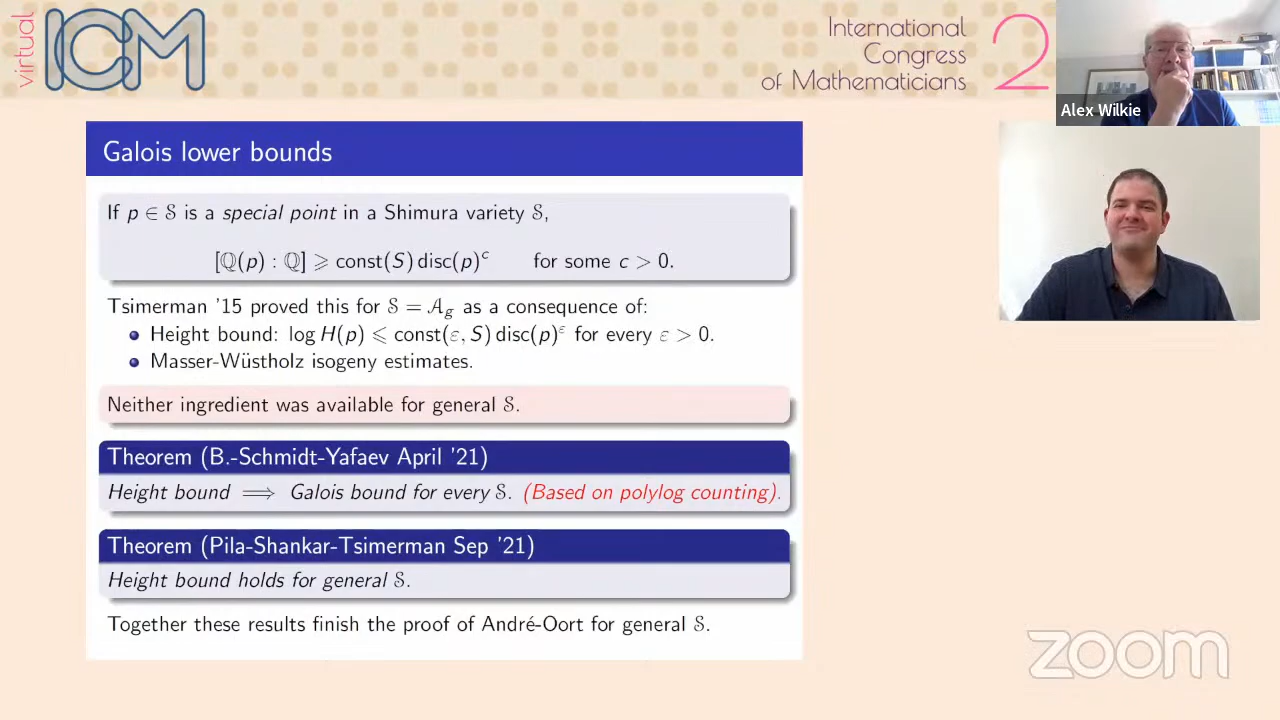 virtual
ICM
International
Congress
of Mathematicians
2
Alex Wilkie
Galois lower bounds
If p ∈ 𝒮 is a special point in a Shimura variety 𝒮,
[ℚ(p) : ℚ] ⩾ const(S) disc(p)^c for some c > 0.
Tsimerman '15 proved this for 𝒮 = 𝒜_g as a consequence of:
Height bound: log H(p) ⩽ const(ε, S) disc(p)^ε for every ε > 0.
Masser-Wüstholz isogeny estimates.
Neither ingredient was available for general 𝒮.
Theorem (B.-Schmidt-Yafaev April '21)
Height bound ⟹ Galois bound for every 𝒮. (Based on polylog counting).
Theorem (Pila-Shankar-Tsimerman Sep '21)
Height bound holds for general 𝒮.
Together these results finish the proof of André-Oort for general 𝒮.
zoom